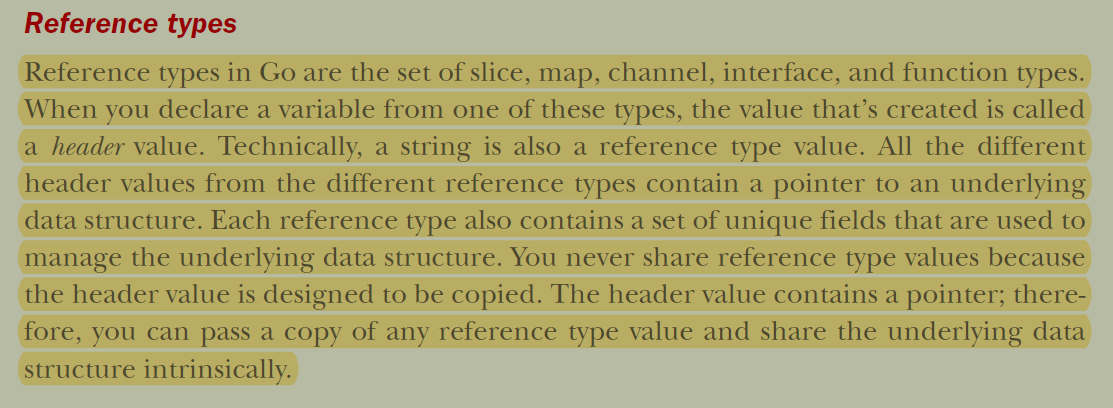 Reference types
Reference types in Go are the set of slice, map, channel, interface, and function types.
When you declare a variable from one of these types, the value that's created is called
a header value. Technically, a string is also a reference type value. All the different
header values from the different reference types contain a pointer to an underlying
data structure. Each reference type also contains a set of unique fields that are used to
manage the underlying data structure. You never share reference type values because
the header value is designed to be copied. The header value contains a pointer; there-
fore, you can pass a copy of any reference type value and share the underlying data
structure intrinsically.